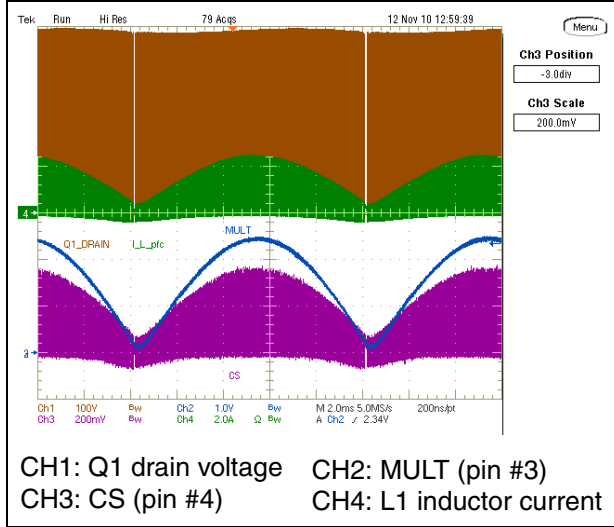 Tek Run Hi Res 79 Acqs 12 Nov 10 12:59:39
Menu
Ch3 Position
-3.0div
Ch3 Scale
200.0mV
4
MULT
Q1_DRAIN I_L_pfc
3
CS
Ch1 100V Bw Ch2 1.0V Bw M 2.0ms 5.0MS/s 200ns/pt
Ch3 200mV Bw Ch4 2.0A Ω Bw A Ch2 ∕ 2.34V
CH1: Q1 drain voltage CH2: MULT (pin #3)
CH3: CS (pin #4) CH4: L1 inductor current